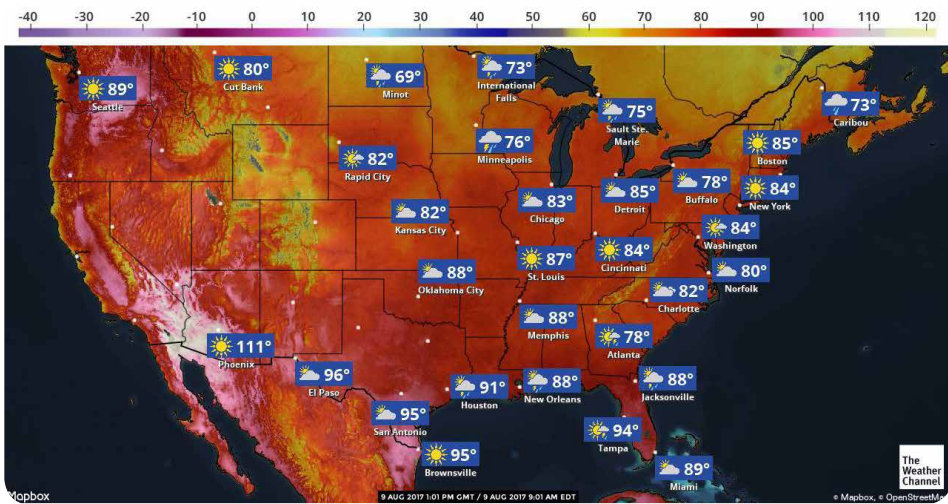 -40 -30 -20 -10 0 10 20 30 40 50 60 70 80 90 100 110 120
89°
Seattle
80°
Cut Bank
69°
Minot
73°
International
Falls
75°
Sault Ste.
Marie
73°
Caribou
82°
Rapid City
76°
Minneapolis
85°
Boston
82°
Kansas City
83°
Chicago
85°
Detroit
78°
Buffalo
84°
New York
84°
Washington
88°
Oklahoma City
87°
St. Louis
84°
Cincinnati
80°
Norfolk
82°
Charlotte
88°
Memphis
78°
Atlanta
111°
Phoenix
96°
El Paso
91°
Houston
88°
New Orleans
88°
Jacksonville
95°
San Antonio
94°
Tampa
95°
Brownsville
89°
Miami
The
Weather
Channel
Mapbox
9 AUG 2017 1:01 PM GMT / 9 AUG 2017 9:01 AM EDT
© Mapbox, © OpenStreetMa